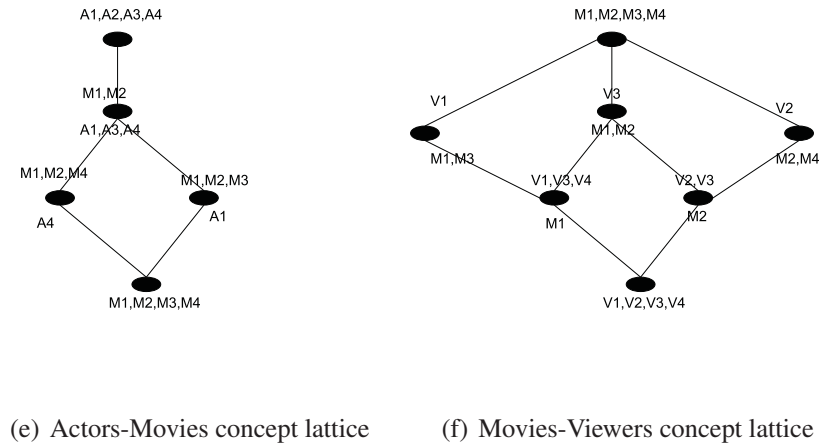 A1,A2,A3,A4
M1,M2
A1,A3,A4
M1,M2,M4
M1,M2,M3
A4
A1
M1,M2,M3,M4
M1,M2,M3,M4
V1
V3
V2
M1,M2
M1,M3
M2,M4
V1,V3,V4
V2,V3
M1
M2
V1,V2,V3,V4
(e) Actors-Movies concept lattice
(f) Movies-Viewers concept lattice